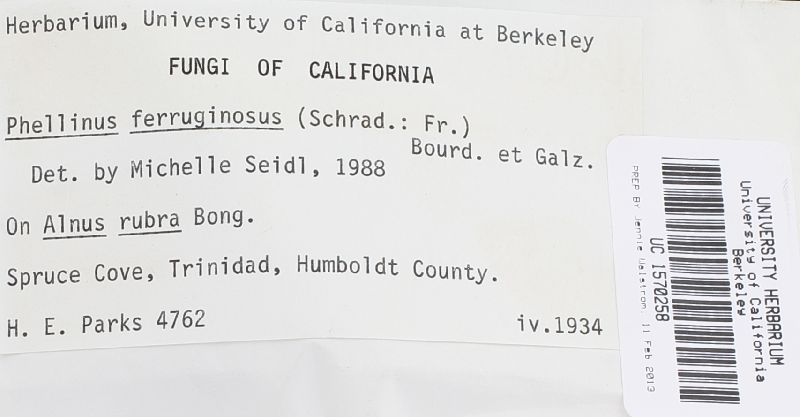 Herbarium, University of California at Berkeley
FUNGI OF CALIFORNIA
Phellinus ferruginosus (Schrad.: Fr.)
Bourd. et Galz.
Det. by Michelle Seidl, 1988
On Alnus rubra Bong.
Spruce Cove, Trinidad, Humboldt County.
H. E. Parks 4762 iv.1934
UNIVERSITY HERBARIUM
University of California
Berkeley
UC 1570258
PREP BY Jennie Walstrom, 11 Feb 2013